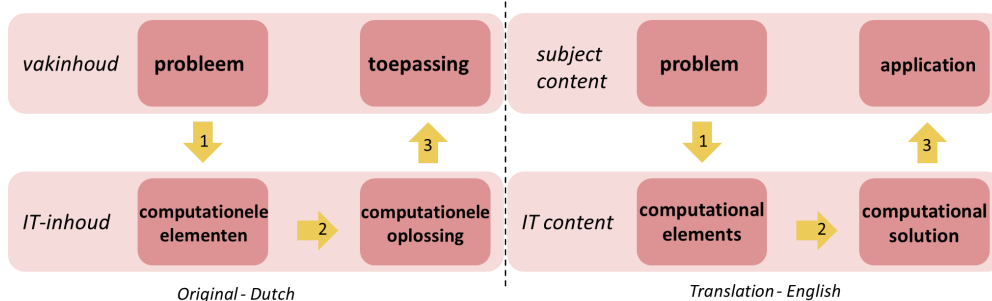 vakinhoud
probleem
toepassing
1
3
IT-inhoud
computationele
elementen
2
computationele
oplossing
Original - Dutch
subject
content
problem
application
1
3
IT content
computational
elements
2
computational
solution
Translation - English